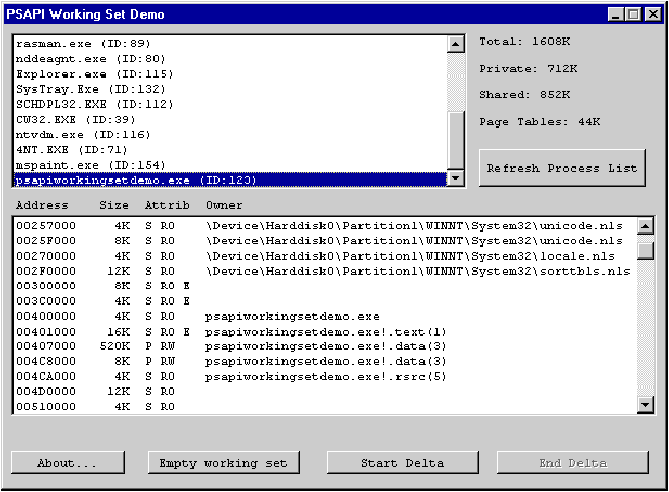 PSAPI Working Set Demo
rasman.exe (ID:89)
nddeagnt.exe (ID:80)
Explorer.exe (ID:115)
SysTray.Exe (ID:132)
SCHDPL32.EXE (ID:112)
CW32.EXE (ID:39)
ntvdm.exe (ID:116)
4NT.EXE (ID:71)
mspaint.exe (ID:154)
psapiworkingsetdemo.exe (ID:123)
Total: 1608K
Private: 712K
Shared: 852K
Page Tables: 44K
Refresh Process List
Address Size Attrib Owner
00257000 4K S RO \Device\Harddisk0\Partition1\WINNT\System32\unicode.nls
0025F000 8K S RO \Device\Harddisk0\Partition1\WINNT\System32\unicode.nls
00270000 4K S RO \Device\Harddisk0\Partition1\WINNT\System32\locale.nls
002F0000 12K S RO \Device\Harddisk0\Partition1\WINNT\System32\sorttbls.nls
00300000 8K S RO E
003C0000 4K S RO E
00400000 4K S RO psapiworkingsetdemo.exe
00401000 16K S RO E psapiworkingsetdemo.exe!.text(1)
00407000 520K P RW psapiworkingsetdemo.exe!.data(3)
004C8000 8K P RW psapiworkingsetdemo.exe!.data(3)
004CA000 4K S RO psapiworkingsetdemo.exe!.rsrc(5)
004D0000 12K S RO
00510000 4K S RO
About...
Empty working set
Start Delta
End Delta